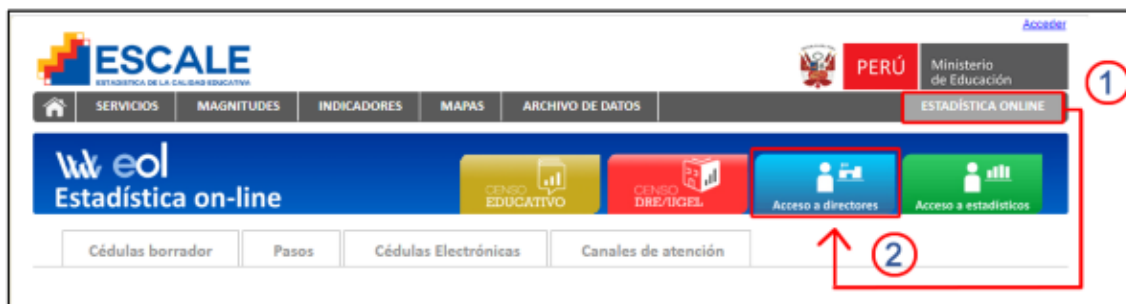 Acceder
ESCALE
ESTADÍSTICA DE LA CALIDAD EDUCATIVA
PERÚ
Ministerio
de Educación
1
SERVICIOS MAGNITUDES INDICADORES MAPAS ARCHIVO DE DATOS ESTADÍSTICA ONLINE
eol
Estadística on-line
CENSO
EDUCATIVO
CENSO
DRE/UGEL
Acceso a directores
Acceso a estadísticos
Cédulas borrador Pasos Cédulas Electrónicas Canales de atención
2